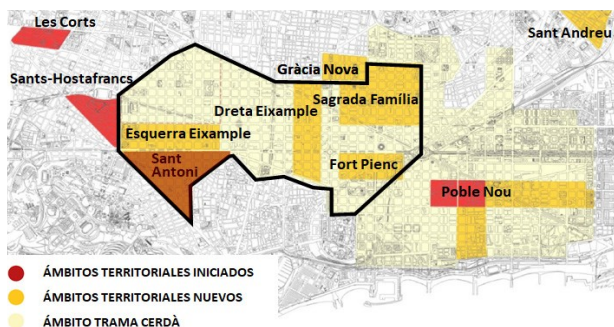 Les Corts
Sant Andreu
Sants-Hostafrancs
Gràcia Nova
Dreta Eixample
Sagrada Família
Esquerra Eixample
Sant
Antoni
Fort Pienc
Poble Nou
ÁMBITOS TERRITORIALES INICIADOS
ÁMBITOS TERRITORIALES NUEVOS
ÁMBITO TRAMA CERDÀ